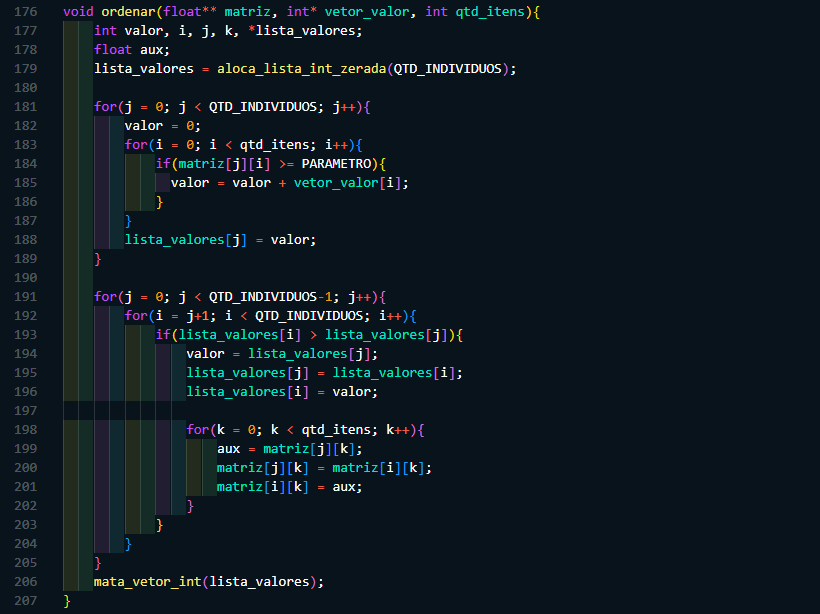 176 void ordenar(float** matriz, int* vetor_valor, int qtd_itens){
177     int valor, i, j, k, *lista_valores;
178     float aux;
179     lista_valores = aloca_lista_int_zerada(QTD_INDIVIDUOS);
180
181     for(j = 0; j < QTD_INDIVIDUOS; j++){
182         valor = 0;
183         for(i = 0; i < qtd_itens; i++){
184             if(matriz[j][i] >= PARAMETRO){
185               valor = valor + vetor_valor[i];
186             }
187         }
188         lista_valores[j] = valor;
189     }
190
191     for(j = 0; j < QTD_INDIVIDUOS-1; j++){
192         for(i = j+1; i < QTD_INDIVIDUOS; i++){
193             if(lista_valores[i] > lista_valores[j]){
194                 valor = lista_valores[j];
195                 lista_valores[j] = lista_valores[i];
196                 lista_valores[i] = valor;
197
198                 for(k = 0; k < qtd_itens; k++){
199                     aux = matriz[j][k];
200                     matriz[j][k] = matriz[i][k];
201                     matriz[i][k] = aux;
202                 }
203             }
204         }
205     }
206     mata_vetor_int(lista_valores);
207 }